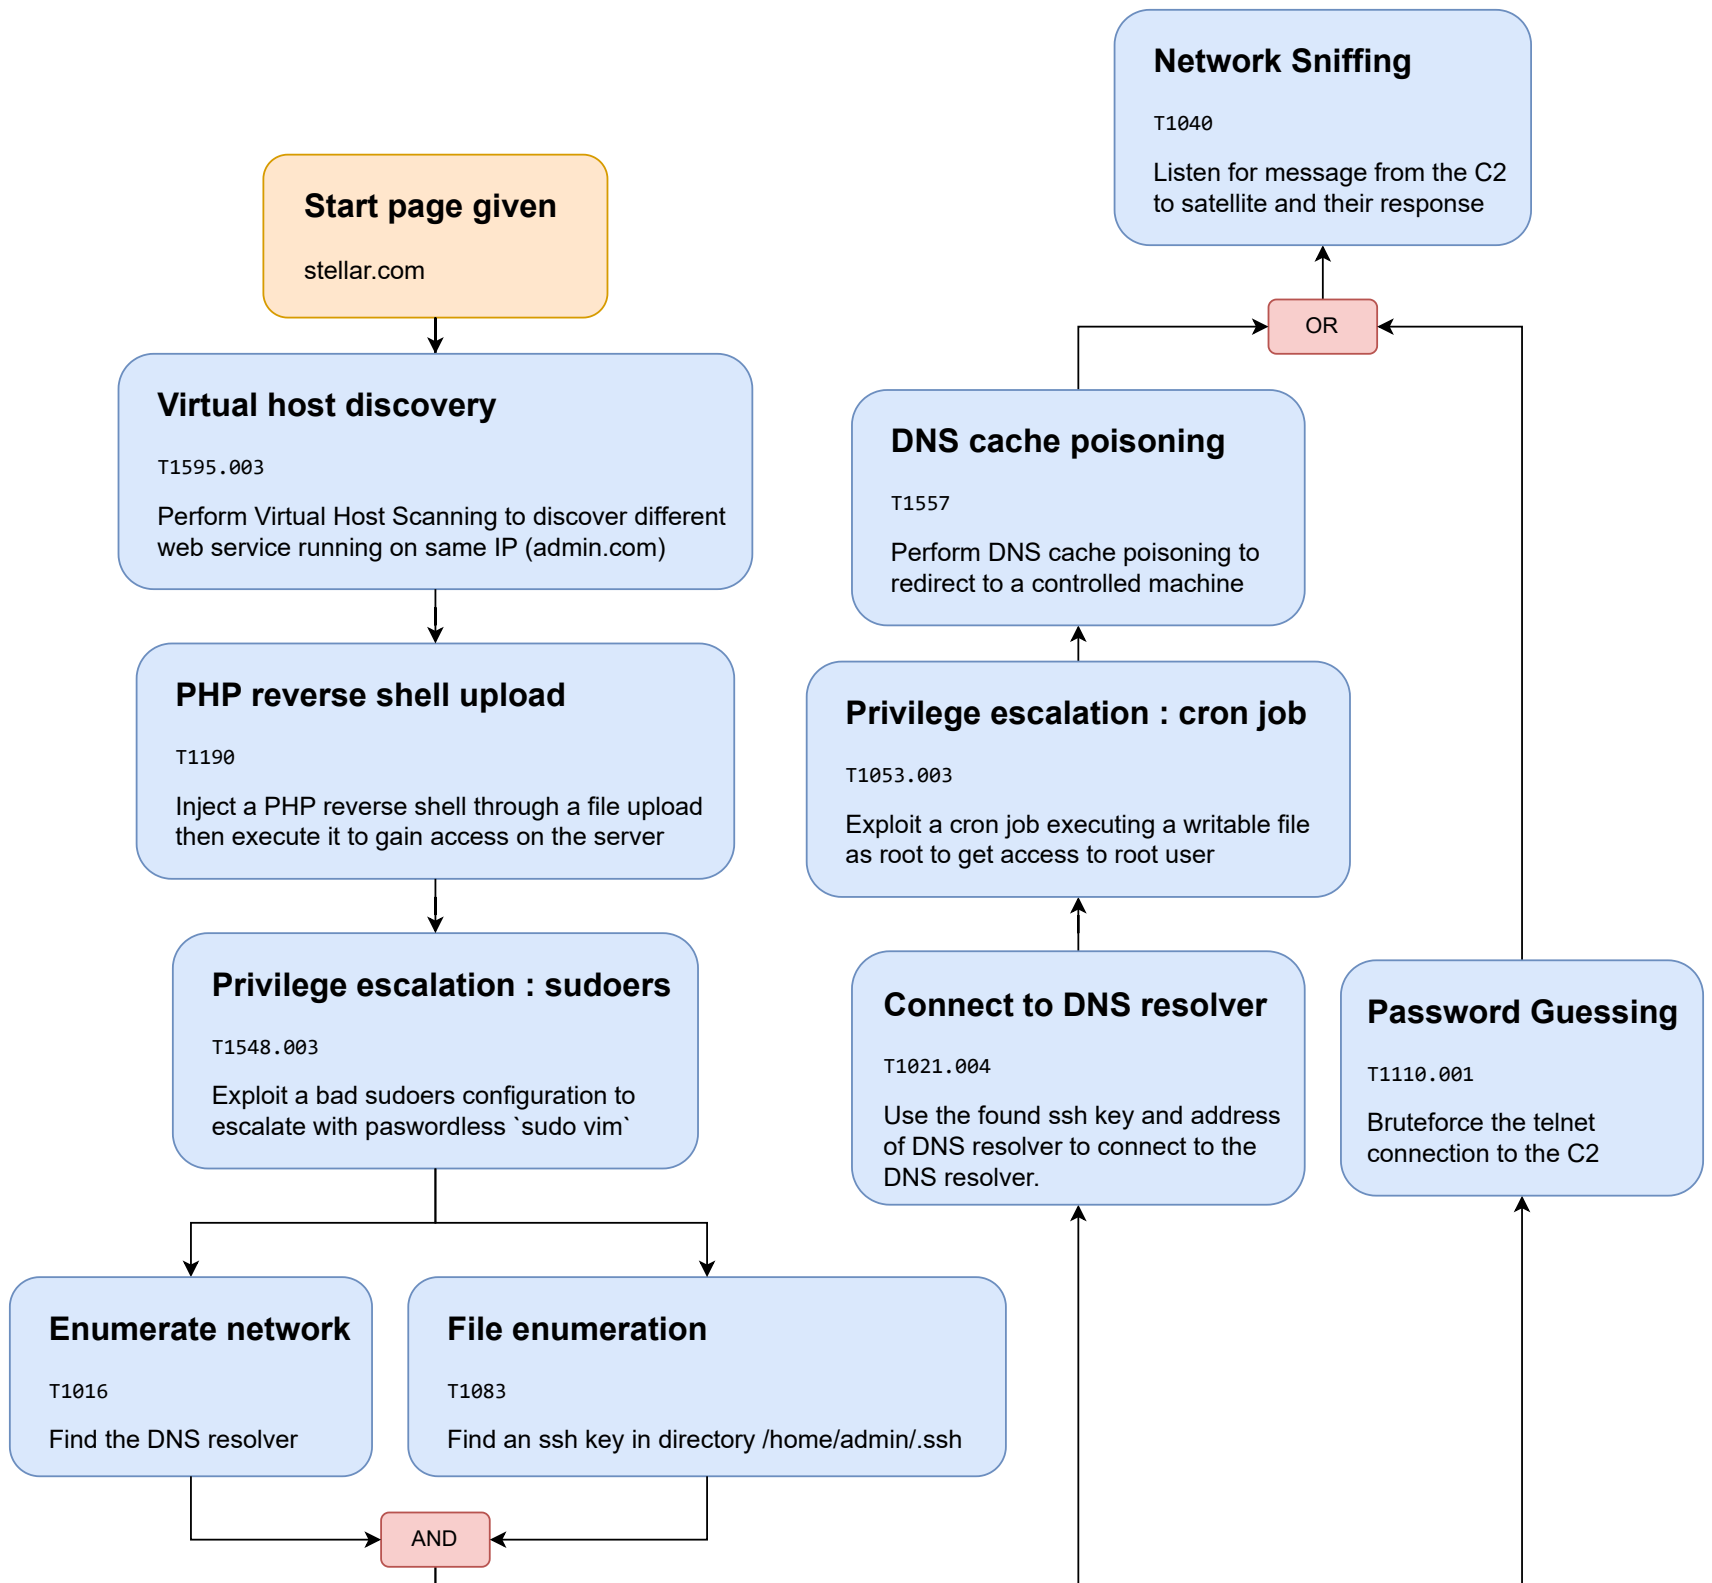 Start page given
stellar.com
Virtual host discovery
T1595.003
Perform Virtual Host Scanning to discover different
web service running on same IP (admin.com)
PHP reverse shell upload
T1190
Inject a PHP reverse shell through a file upload
then execute it to gain access on the server
Privilege escalation : sudoers
T1548.003
Exploit a bad sudoers configuration to
escalate with paswordless `sudo vim`
Enumerate network
T1016
Find the DNS resolver
File enumeration
T1083
Find an ssh key in directory /home/admin/.ssh
AND
Connect to DNS resolver
T1021.004
Use the found ssh key and address
of DNS resolver to connect to the
DNS resolver.
Privilege escalation : cron job
T1053.003
Exploit a cron job executing a writable file
as root to get access to root user
DNS cache poisoning
T1557
Perform DNS cache poisoning to
redirect to a controlled machine
Password Guessing
T1110.001
Bruteforce the telnet
connection to the C2
OR
Network Sniffing
T1040
Listen for message from the C2
to satellite and their response